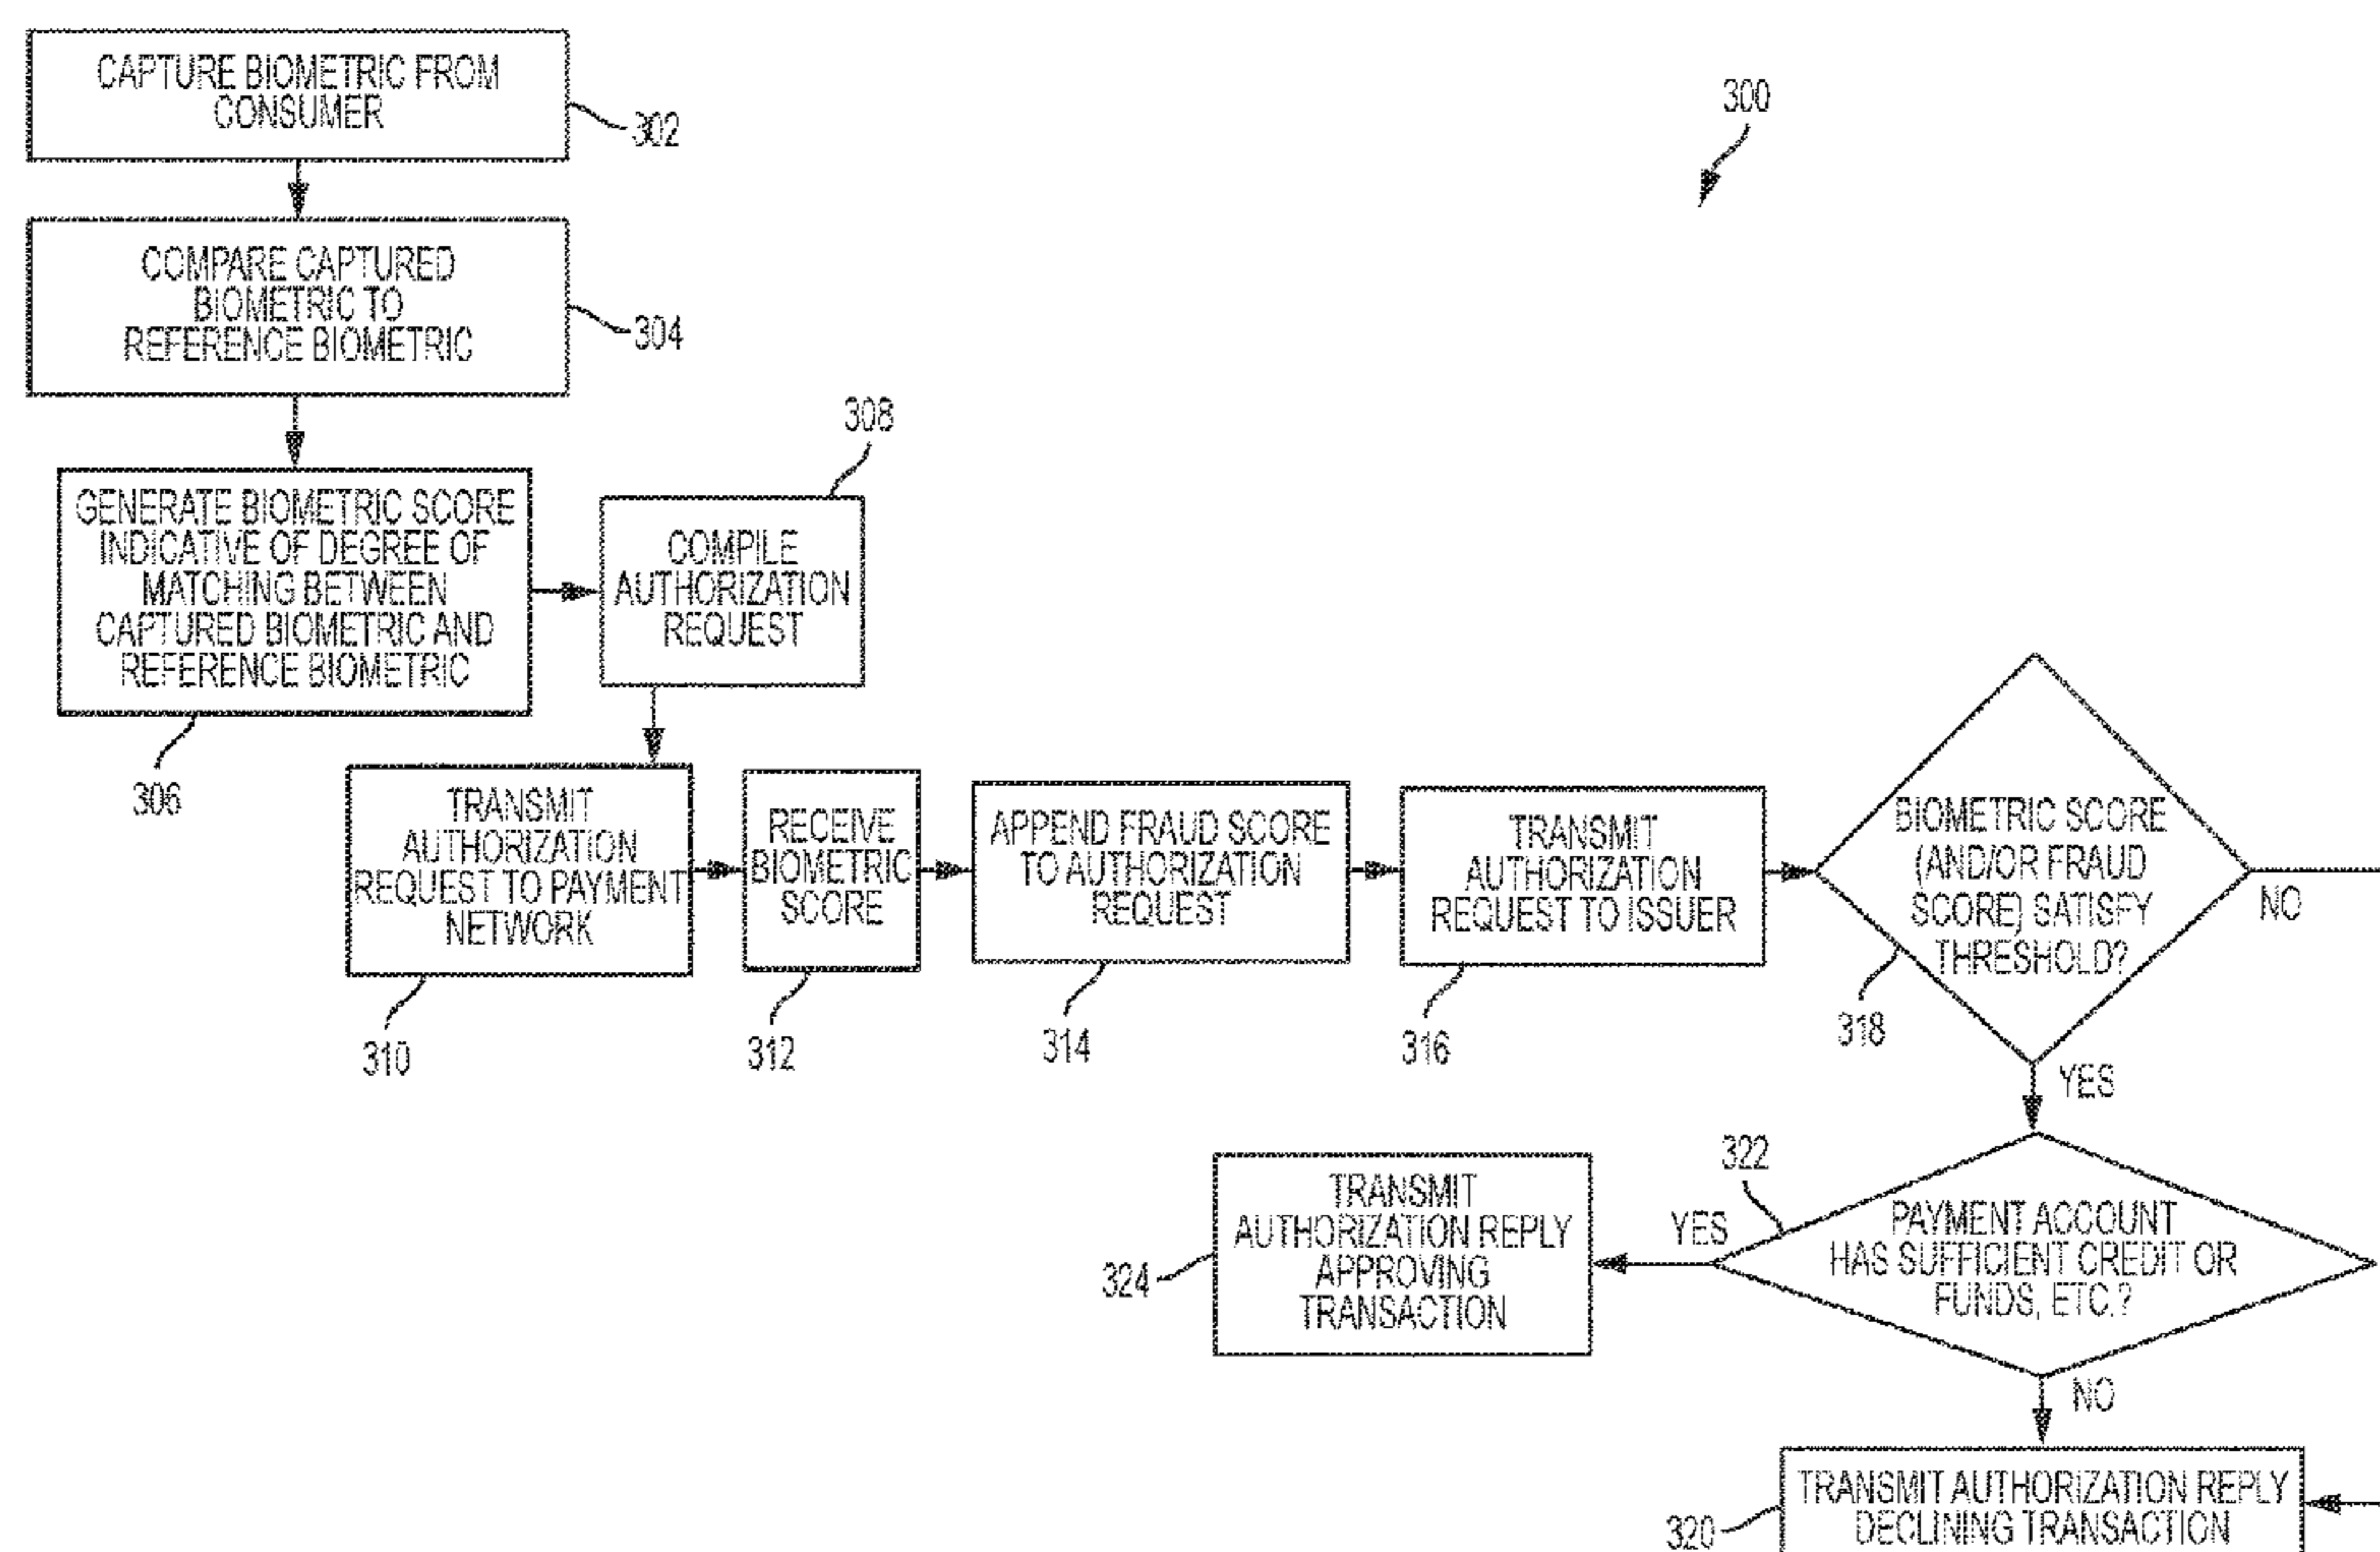 CAPTURE BIOMETRIC FROM
CONSUMER
302
300
COMPARE CAPTURED
BIOMETRIC TO
REFERENCE BIOMETRIC
304
308
GENERATE BIOMETRIC SCORE
INDICATIVE OF DEGREE OF
MATCHING BETWEEN
CAPTURED BIOMETRIC AND
REFERENCE BIOMETRIC
306
COMPILE
AUTHORIZATION
REQUEST
TRANSMIT
AUTHORIZATION
REQUEST TO PAYMENT
NETWORK
310
RECEIVE
BIOMETRIC
SCORE
312
APPEND FRAUD SCORE
TO AUTHORIZATION
REQUEST
314
TRANSMIT
AUTHORIZATION
REQUEST TO ISSUER
316
BIOMETRIC SCORE
(AND/OR FRAUD
SCORE) SATISFY
THRESHOLD?
318
NO
YES
322
PAYMENT ACCOUNT
HAS SUFFICIENT CREDIT OR
FUNDS, ETC.?
YES
TRANSMIT
AUTHORIZATION REPLY
APPROVING
TRANSACTION
324
NO
TRANSMIT AUTHORIZATION REPLY
DECLINING TRANSACTION
320